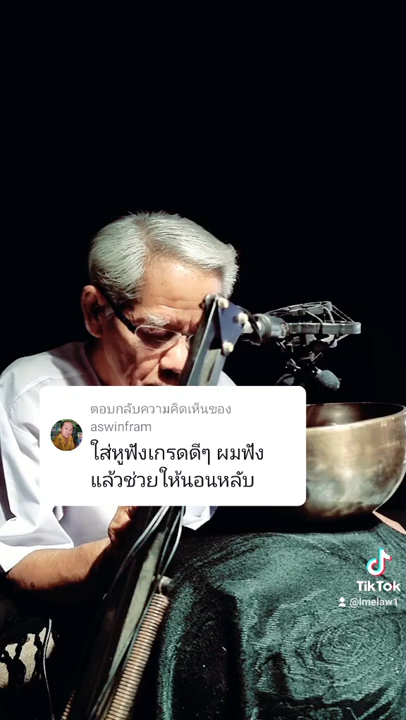 ตอบกลับความคิดเห็นของ
aswinfram
ใส่หูฟังเกรดดีๆ ผมฟัง
แล้วช่วยให้นอนหลับ
TikTok
@lmelaw1